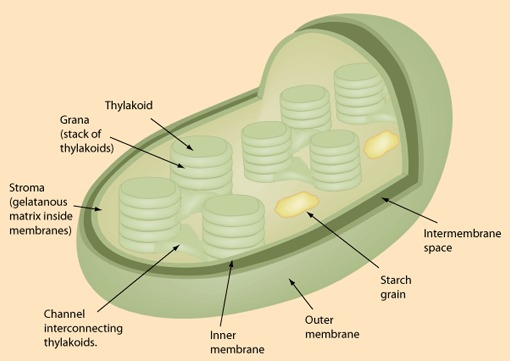 Thylakoid
Grana
(stack of
thylakoids)
Stroma
(gelatanous
matrix inside
membranes)
Channel
interconnecting
thylakoids.
Inner
membrane
Outer
membrane
Starch
grain
Intermembrane
space